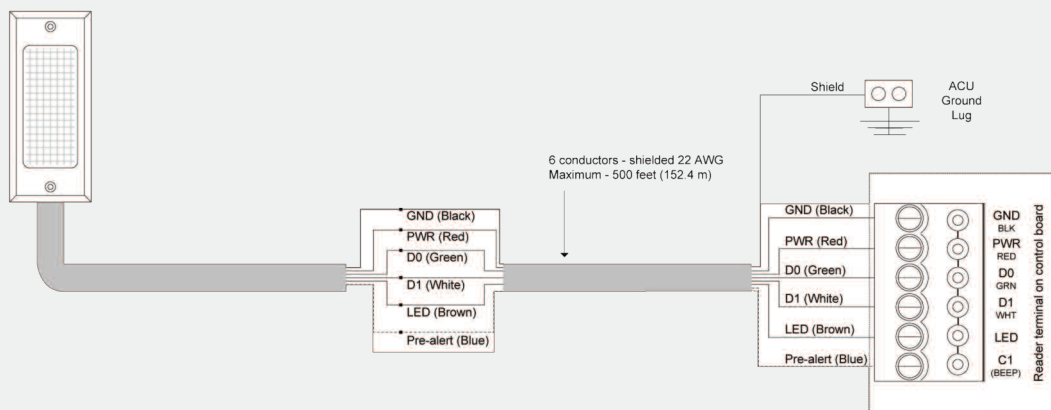 Shield
ACU
Ground
Lug
6 conductors - shielded 22 AWG
Maximum - 500 feet (152.4 m)
GND (Black)
PWR (Red)
D0 (Green)
D1 (White)
LED (Brown)
Pre-alert (Blue)
GND (Black)
PWR (Red)
D0 (Green)
D1 (White)
LED (Brown)
Pre-alert (Blue)
GND
BLK
PWR
RED
D0
GRN
D1
WHT
LED
C1
(BEEP)
Reader terminal on control board